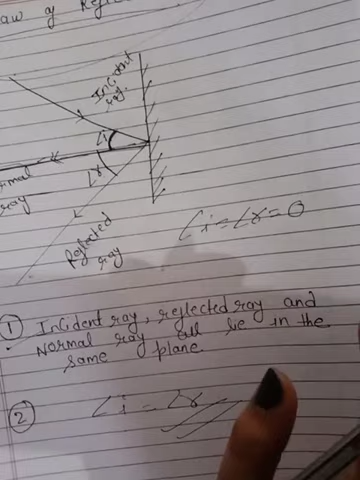 aw of Refle
Incident
ray.
∠i
∠r
rmal
ray
Reflected
ray
∠i=∠r=0
① Incident ray, reflected ray and
Normal ray all lie in the
same plane
② ∠i = ∠r